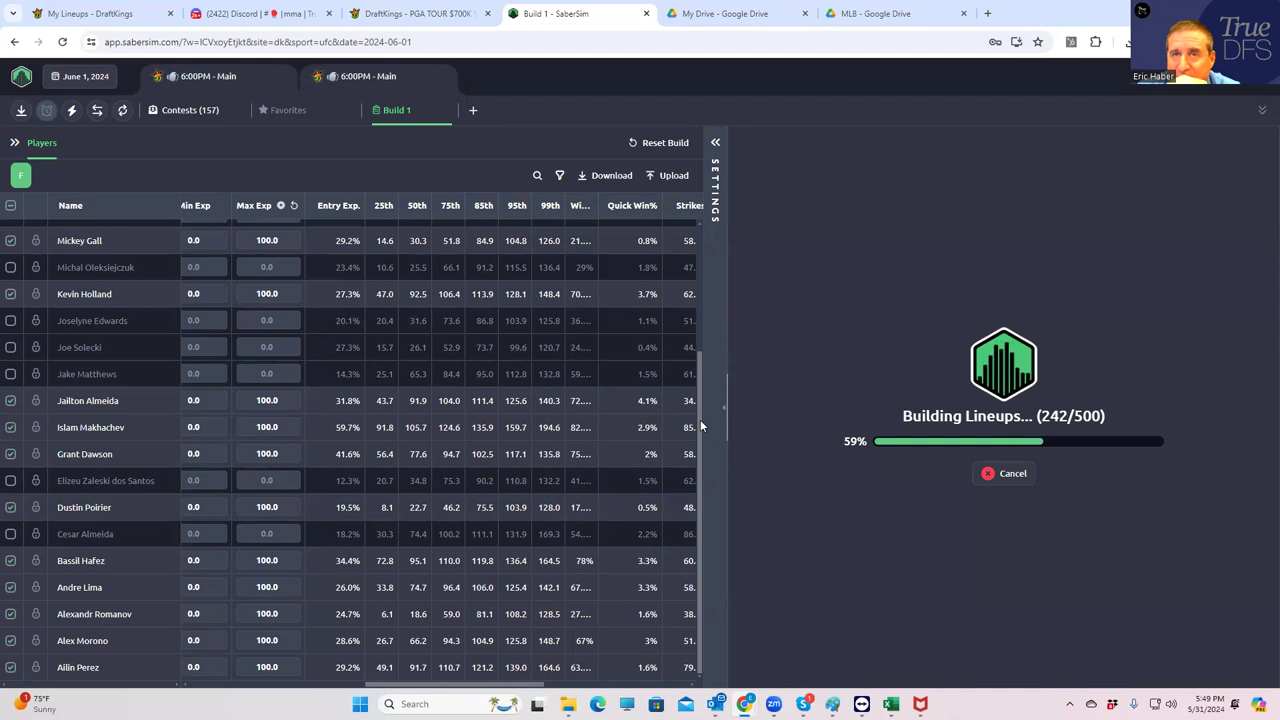 My Lineups - DraftKings
(2422) Discord | # | mma | Tru
DraftKings - PGA TOUR $700K
Build 1 - SaberSim
My Drive - Google Drive
MLB - Google Drive
app.sabersim.com/?w=ICVxoyEtjkt&site=dk&sport=ufc&date=2024-06-01
True
DFS
Eric Haber
June 1, 2024
6:00PM - Main
6:00PM - Main
Contests (157)
Favorites
Build 1
Players
Reset Build
F
Download
Upload
SETTINGS
Name Min Exp Max Exp Entry Exp. 25th 50th 75th 85th 95th 99th Wi... Quick Win% Strikes
Mickey Gall 0.0 100.0 29.2% 14.6 30.3 51.8 84.9 104.8 126.0 21.... 0.8% 58.
Michal Oleksiejczuk 0.0 0.0 23.4% 10.6 25.5 66.1 91.2 115.5 136.4 29% 1.8% 47.
Kevin Holland 0.0 100.0 27.3% 47.0 92.5 106.4 113.9 128.1 148.4 70.... 3.7% 62.
Joselyne Edwards 0.0 0.0 20.1% 20.4 31.6 73.6 86.8 103.9 125.8 36.... 1.1% 51.
Joe Solecki 0.0 0.0 27.3% 15.7 26.1 52.9 73.7 99.6 120.7 24.... 0.4% 44.
Jake Matthews 0.0 0.0 14.3% 25.1 65.3 84.4 95.0 112.8 132.8 59.... 1.5% 61.
Jailton Almeida 0.0 100.0 31.8% 43.7 91.9 104.0 111.4 125.6 140.3 72.... 4.1% 34.
Islam Makhachev 0.0 100.0 59.7% 91.8 105.7 124.6 135.9 159.7 194.6 82.... 2.9% 85.
Grant Dawson 0.0 100.0 41.6% 56.4 77.6 94.7 102.5 117.1 135.8 75.... 2% 58.
Elizeu Zaleski dos Santos 0.0 0.0 12.3% 20.7 34.8 75.3 90.2 110.8 132.2 41.... 1.5% 62.
Dustin Poirier 0.0 100.0 19.5% 8.1 22.7 46.2 75.5 103.9 128.0 17.... 0.5% 48.
Cesar Almeida 0.0 0.0 18.2% 30.3 74.4 100.2 111.1 131.9 169.3 54.... 2.2% 86.
Bassil Hafez 0.0 100.0 34.4% 72.8 95.1 110.0 119.8 136.4 164.5 78% 3.3% 60.
Andre Lima 0.0 100.0 26.0% 33.8 74.7 96.4 106.0 125.4 142.1 67.... 3.3% 58.
Alexandr Romanov 0.0 100.0 24.7% 6.1 18.6 59.0 81.1 108.2 128.5 27.... 1.6% 38.
Alex Morono 0.0 100.0 28.6% 26.7 66.2 94.3 104.9 125.8 148.7 67% 3% 51.
Ailin Perez 0.0 100.0 29.2% 49.1 91.7 110.7 121.2 139.0 164.6 63.... 1.6% 79.
Building Lineups... (242/500)
59%
Cancel
75°F
Sunny
Search
5:49 PM
5/31/2024